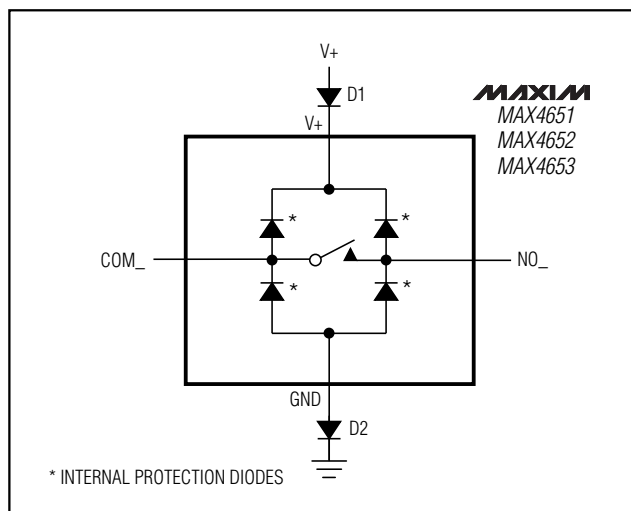 V+
D1
V+
MAXIM
MAX4651
MAX4652
MAX4653
*
*
COM_
NO_
*
*
GND
D2
* INTERNAL PROTECTION DIODES